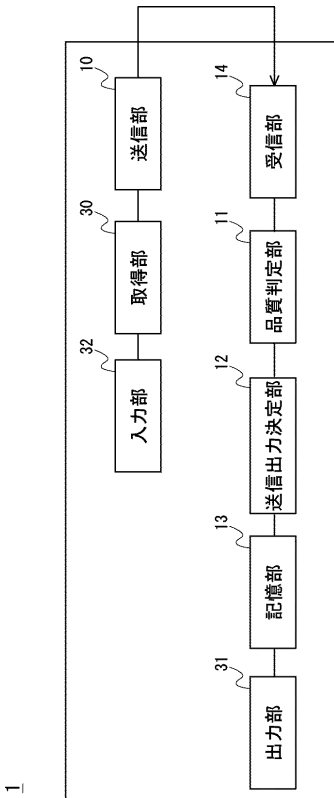 1
32
入力部
30
取得部
10
送信部
31
出力部
13
記憶部
12
送信出力決定部
11
品質判定部
14
受信部